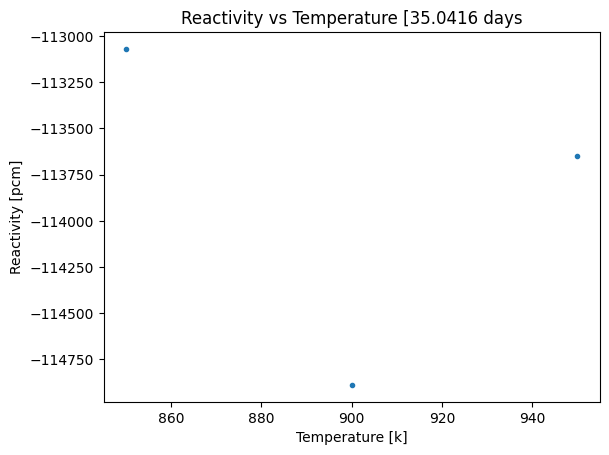 Reactivity vs Temperature [35.0416 days
−113000
−113250
−113500
−113750
−114000
−114250
−114500
−114750
Reactivity [pcm]
860 880 900 920 940
Temperature [k]